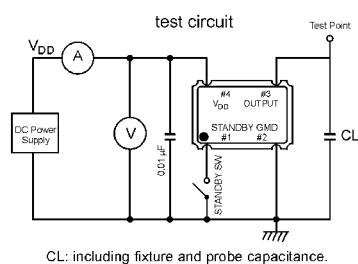 test circuit
Test Point
VDD
A
#4 #3
VDD OUTPUT
DC Power
Supply
V
0.01 μF
STANDBY GMD
#1 #2
CL
STANDBY SW
CL: including fixture and probe capacitance.